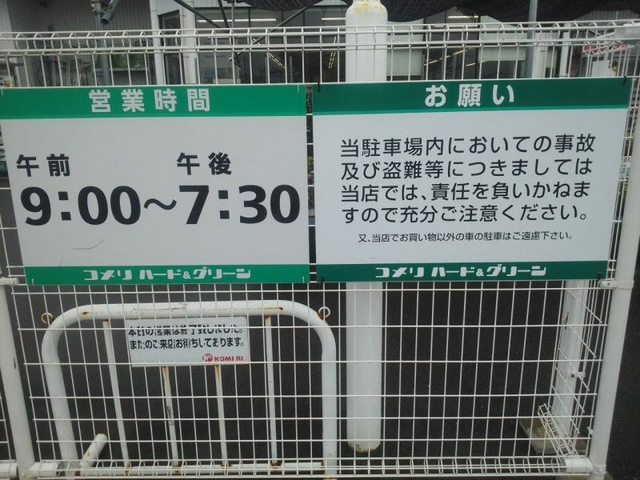 営業時間
午前 午後
9:00～7:30
コメリ ハード&グリーン
お願い
当駐車場内においての事故
及び盗難等につきましては
当店では、責任を負いかねま
すので充分ご注意ください。
又、当店でお買い物以外の車の駐車はご遠慮下さい。
コメリ ハード&グリーン
本日の営業は終了致しました。
またのご来店お待ちしております。
KOMERI